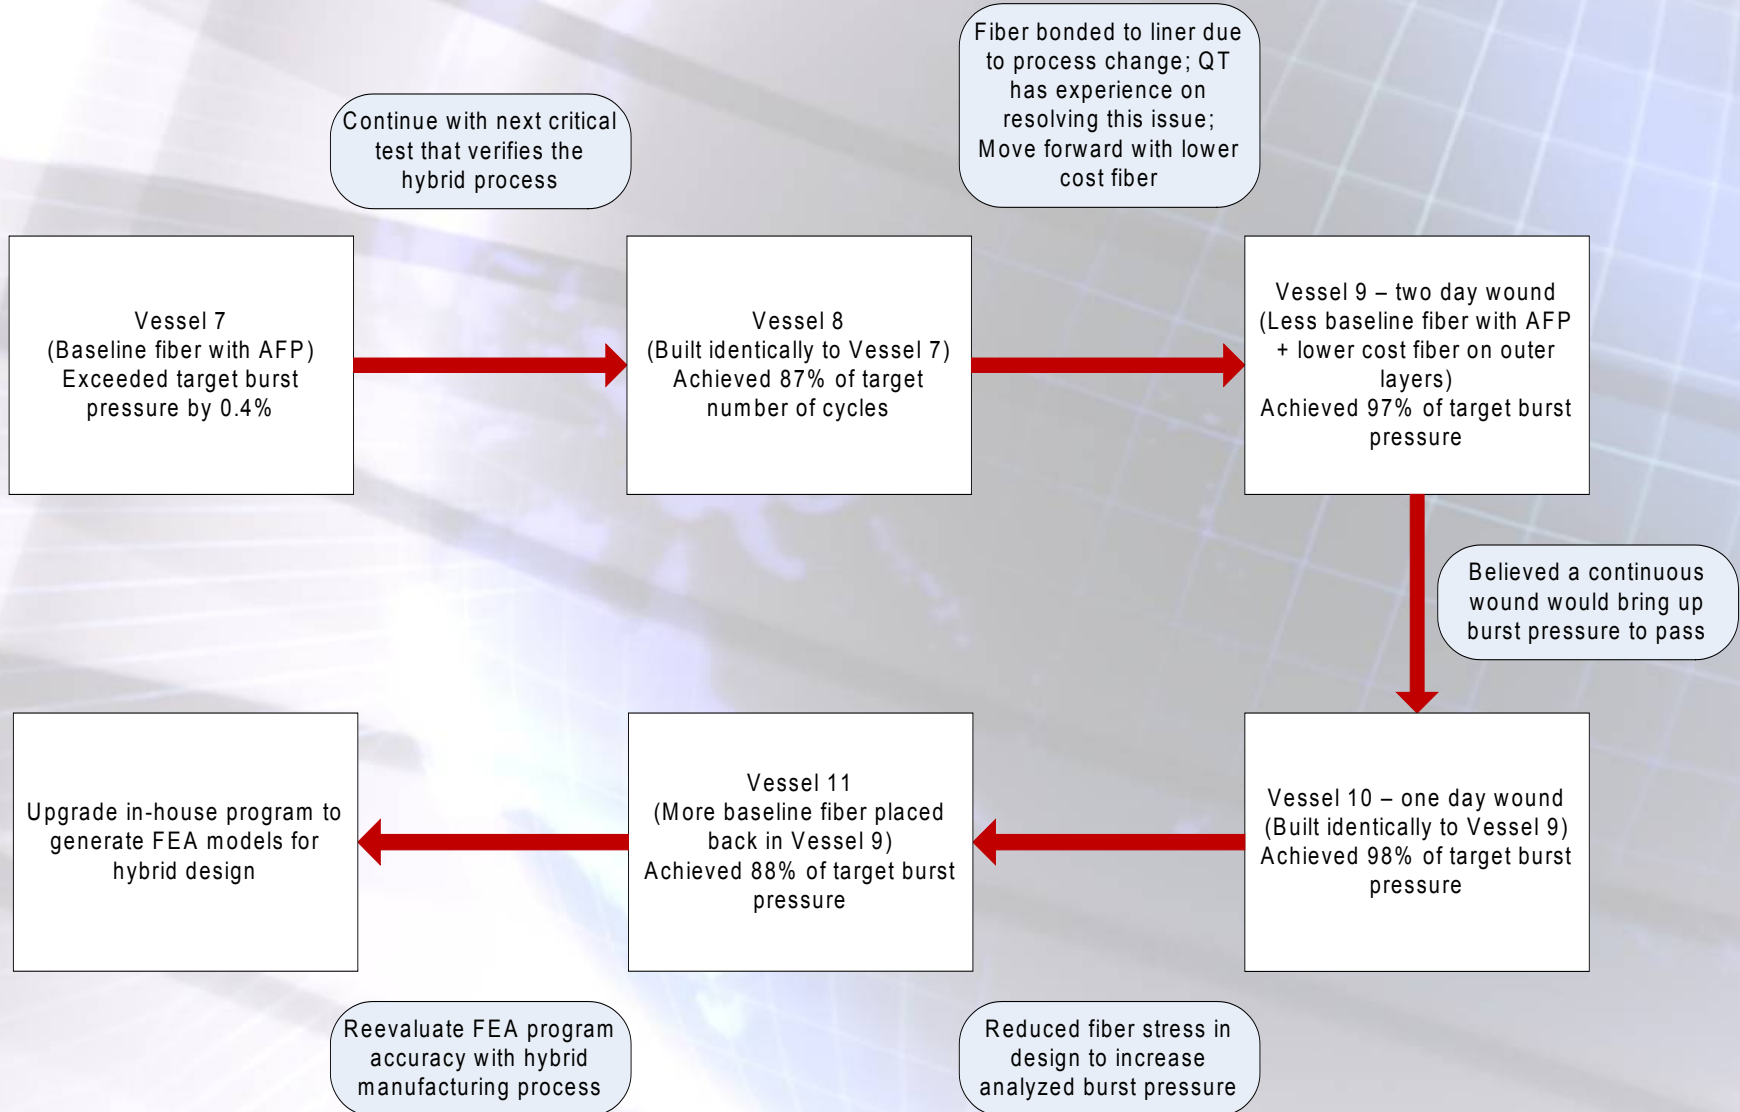 Fiber bonded to liner due
to process change; QT
has experience on
resolving this issue;
Move forward with lower
cost fiber
Continue with next critical
test that verifies the
hybrid process
Vessel 7
(Baseline fiber with AFP)
Exceeded target burst
pressure by 0.4%
Vessel 8
(Built identically to Vessel 7)
Achieved 87% of target
number of cycles
Vessel 9 – two day wound
(Less baseline fiber with AFP
+ lower cost fiber on outer
layers)
Achieved 97% of target burst
pressure
Believed a continuous
wound would bring up
burst pressure to pass
Vessel 10 – one day wound
(Built identically to Vessel 9)
Achieved 98% of target burst
pressure
Vessel 11
(More baseline fiber placed
back in Vessel 9)
Achieved 88% of target burst
pressure
Upgrade in-house program to
generate FEA models for
hybrid design
Reduced fiber stress in
design to increase
analyzed burst pressure
Reevaluate FEA program
accuracy with hybrid
manufacturing process